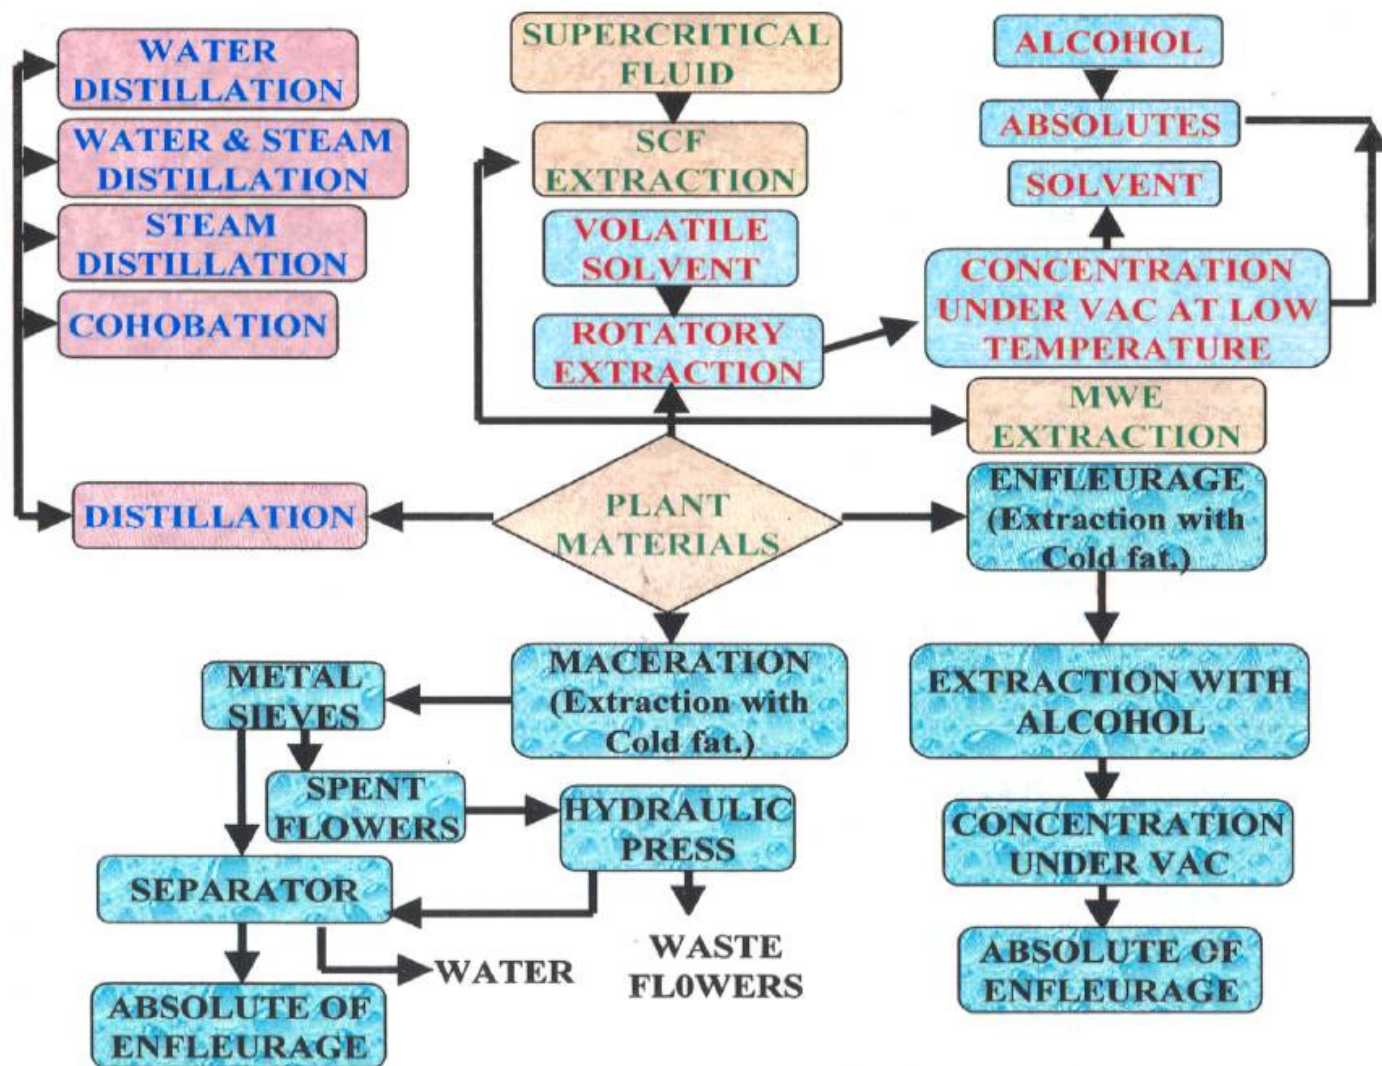 WATER
DISTILLATION
WATER & STEAM
DISTILLATION
STEAM
DISTILLATION
COHOBATION
DISTILLATION
SUPERCRITICAL
FLUID
SCF
EXTRACTION
VOLATILE
SOLVENT
ROTATORY
EXTRACTION
ALCOHOL
ABSOLUTES
SOLVENT
CONCENTRATION
UNDER VAC AT LOW
TEMPERATURE
MWE
EXTRACTION
PLANT
MATERIALS
ENFLEURAGE
(Extraction with
Cold fat.)
MACERATION
(Extraction with
Cold fat.)
METAL
SIEVES
SPENT
FLOWERS
HYDRAULIC
PRESS
SEPARATOR
WATER
WASTE
FL0WERS
ABSOLUTE OF
ENFLEURAGE
EXTRACTION WITH
ALCOHOL
CONCENTRATION
UNDER VAC
ABSOLUTE OF
ENFLEURAGE